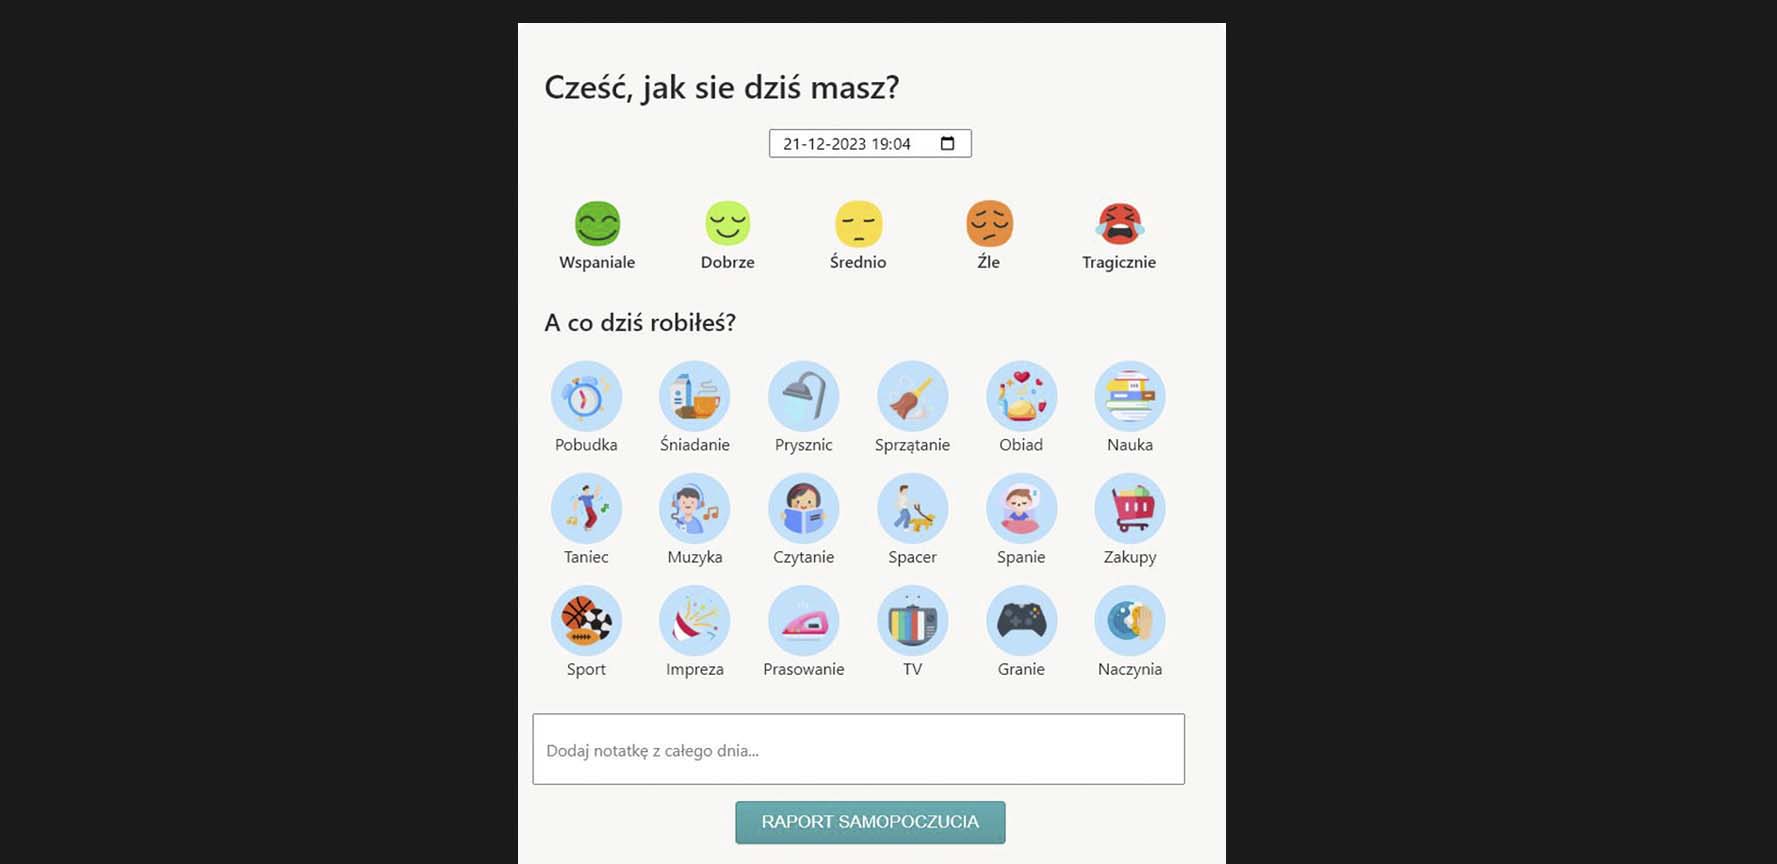 Cześć, jak sie dziś masz?
21-12-2023 19:04
Wspaniale Dobrze Średnio Źle Tragicznie
A co dziś robiłeś?
Pobudka Śniadanie Prysznic Sprzątanie Obiad Nauka
Taniec Muzyka Czytanie Spacer Spanie Zakupy
Sport Impreza Prasowanie TV Granie Naczynia
Dodaj notatkę z całego dnia...
RAPORT SAMOPOCZUCIA